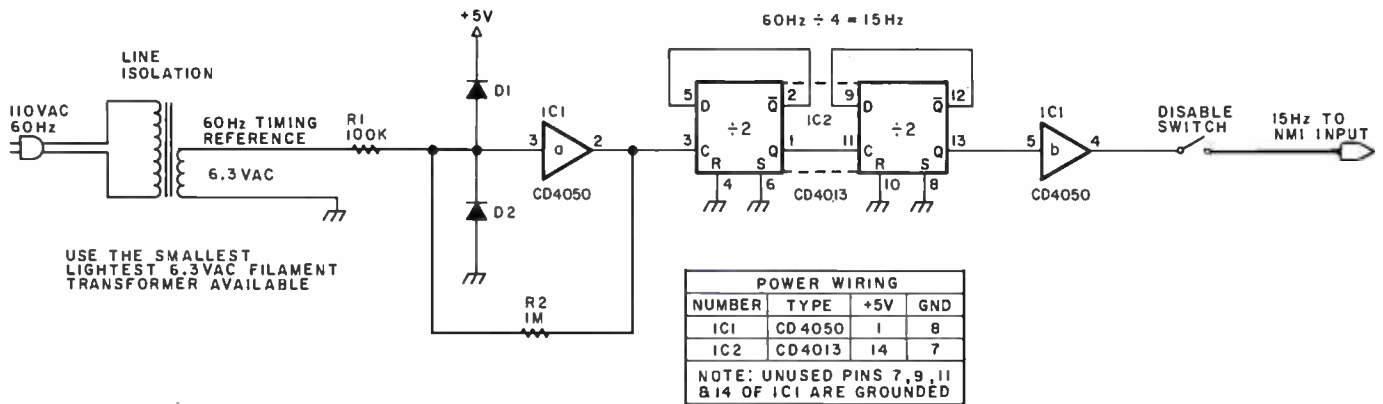 +5V
60Hz ÷ 4 = 15Hz
LINE
ISOLATION
110VAC
60Hz
60Hz TIMING
REFERENCE
6.3VAC
R1
100K
D1
D2
IC1
3
a
2
CD4050
R2
1M
5
D
Q̅
2
÷2
3
C
Q
1
R
S
4
6
IC2
CD4013
9
D
Q̅
12
÷2
11
C
Q
13
R
S
10
8
IC1
5
b
4
CD4050
DISABLE
SWITCH
15Hz TO
NMI INPUT
USE THE SMALLEST
LIGHTEST 6.3VAC FILAMENT
TRANSFORMER AVAILABLE
POWER WIRING
NUMBER TYPE +5V GND
IC1 CD4050 1 8
IC2 CD4013 14 7
NOTE: UNUSED PINS 7,9,11
&14 OF IC1 ARE GROUNDED